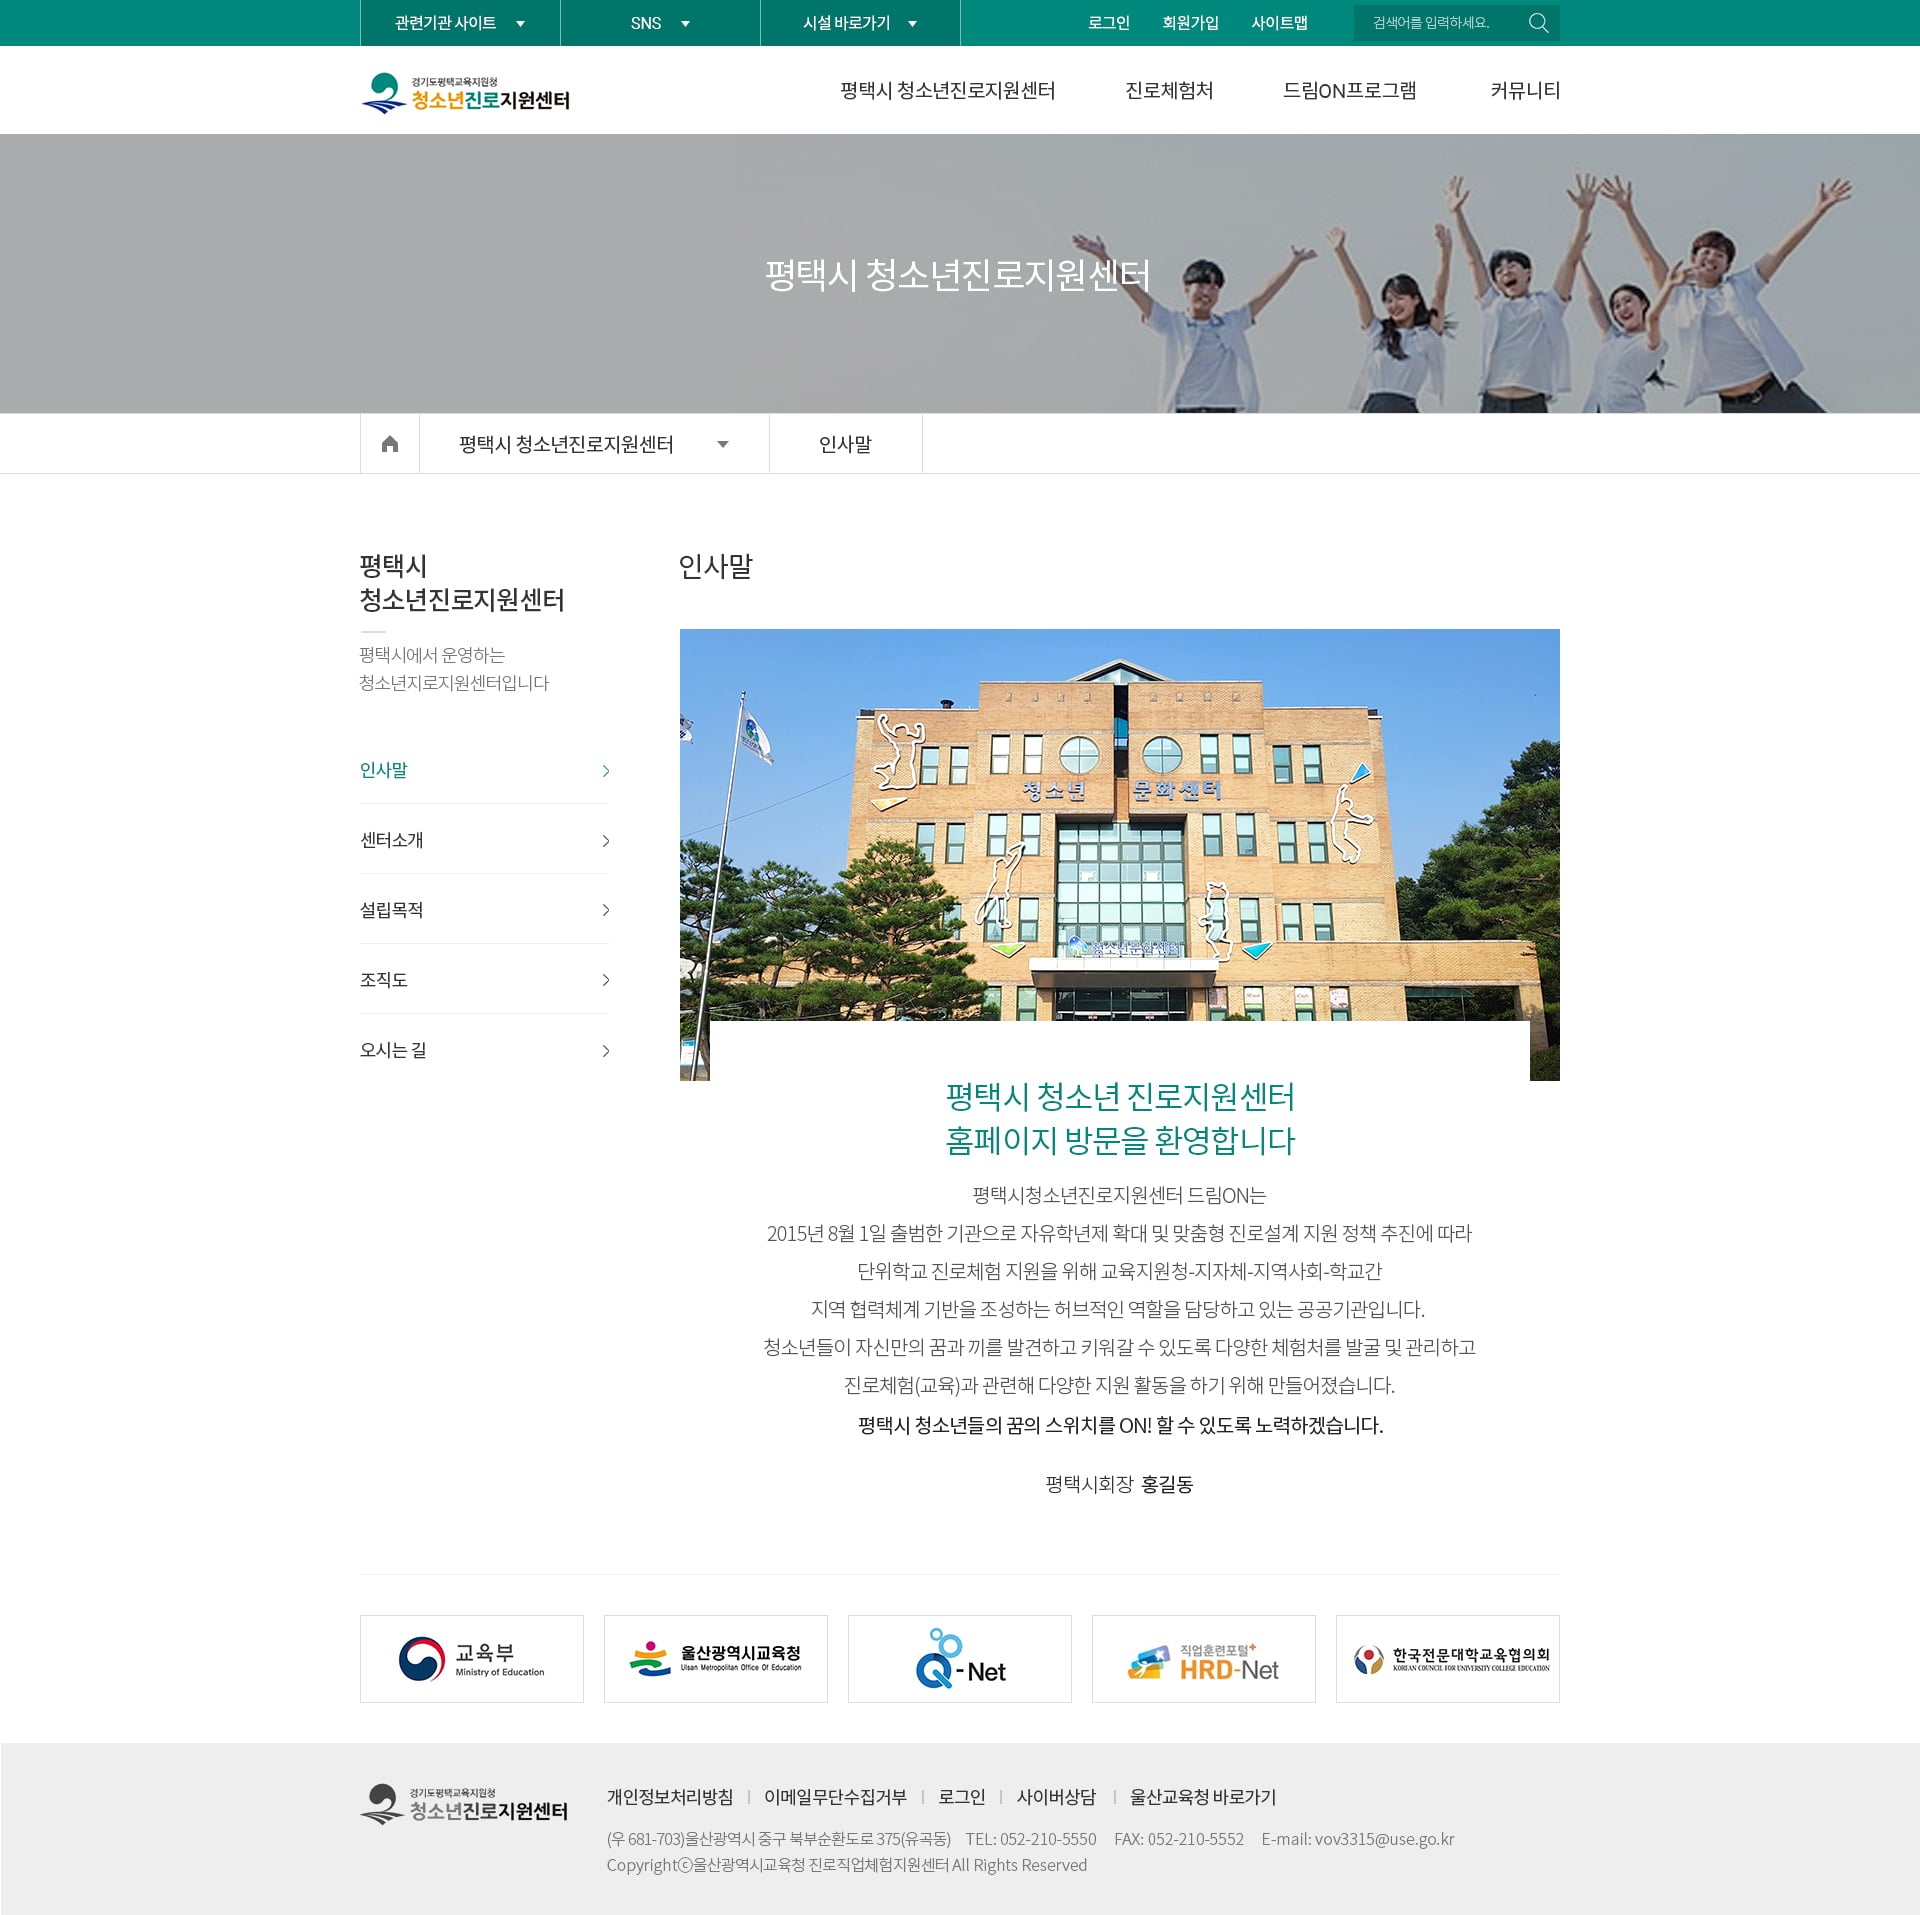 관련기관 사이트
SNS
시설 바로가기
로그인
회원가입
사이트맵
검색어를 입력하세요.
경기도평택교육지원청
청소년진로지원센터
평택시 청소년진로지원센터
진로체험처
드림ON프로그램
커뮤니티
평택시 청소년진로지원센터
평택시 청소년진로지원센터
인사말
평택시
청소년진로지원센터
평택시에서 운영하는
청소년지로지원센터입니다
인사말
센터소개
설립목적
조직도
오시는 길
인사말
청소년 문화센터
청소년문화센터
평택시 청소년 진로지원센터
홈페이지 방문을 환영합니다
평택시청소년진로지원센터 드림ON는
2015년 8월 1일 출범한 기관으로 자유학년제 확대 및 맞춤형 진로설계 지원 정책 추진에 따라
단위학교 진로체험 지원을 위해 교육지원청-지자체-지역사회-학교간
지역 협력체계 기반을 조성하는 허브적인 역할을 담당하고 있는 공공기관입니다.
청소년들이 자신만의 꿈과 끼를 발견하고 키워갈 수 있도록 다양한 체험처를 발굴 및 관리하고
진로체험(교육)과 관련해 다양한 지원 활동을 하기 위해 만들어졌습니다.
평택시 청소년들의 꿈의 스위치를 ON! 할 수 있도록 노력하겠습니다.
평택시회장 홍길동
교육부
Ministry of Education
울산광역시교육청
Ulsan Metropolitan Office Of Education
Q-Net
직업훈련포털+
HRD-Net
한국전문대학교육협의회
KOREAN COUNCIL FOR UNIVERSITY COLLEGE EDUCATION
경기도평택교육지원청
청소년진로지원센터
개인정보처리방침 | 이메일무단수집거부 | 로그인 | 사이버상담 | 울산교육청 바로가기
(우 681-703)울산광역시 중구 북부순환도로 375(유곡동) TEL: 052-210-5550 FAX: 052-210-5552 E-mail: vov3315@use.go.kr
Copyrightⓒ울산광역시교육청 진로직업체험지원센터 All Rights Reserved